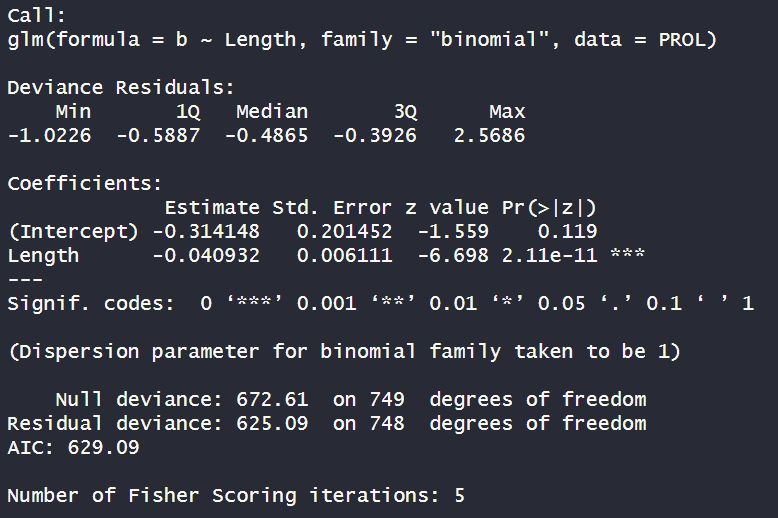 Call:
glm(formula = b ~ Length, family = "binomial", data = PROL)
Deviance Residuals:
    Min       1Q   Median       3Q      Max
-1.0226  -0.5887  -0.4865  -0.3926   2.5686
Coefficients:
             Estimate Std. Error z value Pr(>|z|)
(Intercept) -0.314148   0.201452  -1.559    0.119
Length      -0.040932   0.006111  -6.698 2.11e-11 ***
---
Signif. codes:  0 ‘***’ 0.001 ‘**’ 0.01 ‘*’ 0.05 ‘.’ 0.1 ‘ ’ 1
(Dispersion parameter for binomial family taken to be 1)
    Null deviance: 672.61  on 749  degrees of freedom
Residual deviance: 625.09  on 748  degrees of freedom
AIC: 629.09
Number of Fisher Scoring iterations: 5